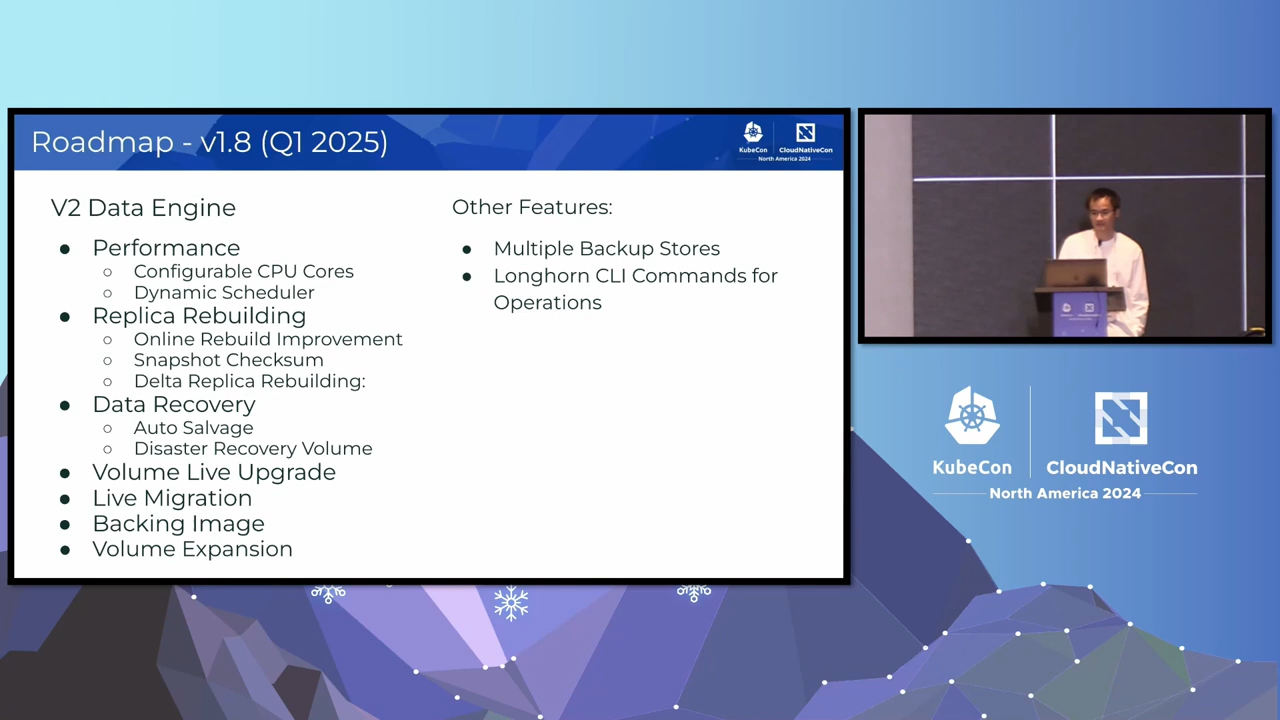 Roadmap - v1.8 (Q1 2025)
KubeCon
CloudNativeCon
North America 2024
V2 Data Engine
● Performance
○ Configurable CPU Cores
○ Dynamic Scheduler
● Replica Rebuilding
○ Online Rebuild Improvement
○ Snapshot Checksum
○ Delta Replica Rebuilding:
● Data Recovery
○ Auto Salvage
○ Disaster Recovery Volume
● Volume Live Upgrade
● Live Migration
● Backing Image
● Volume Expansion
Other Features:
● Multiple Backup Stores
● Longhorn CLI Commands for
Operations
KubeCon
CloudNativeCon
North America 2024